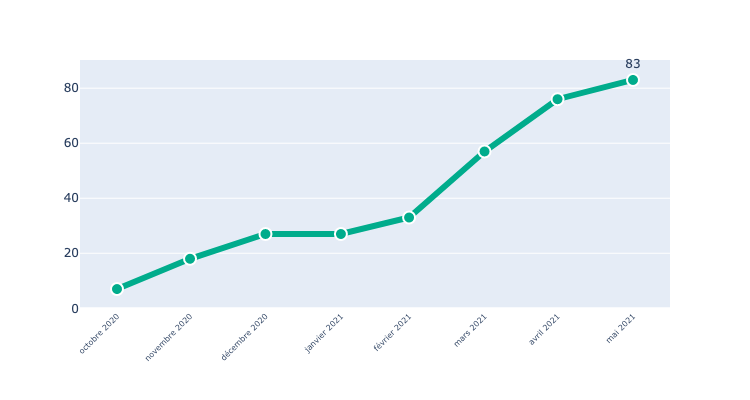 83
80
60
40
20
0
octobre 2020
novembre 2020
décembre 2020
janvier 2021
février 2021
mars 2021
avril 2021
mai 2021